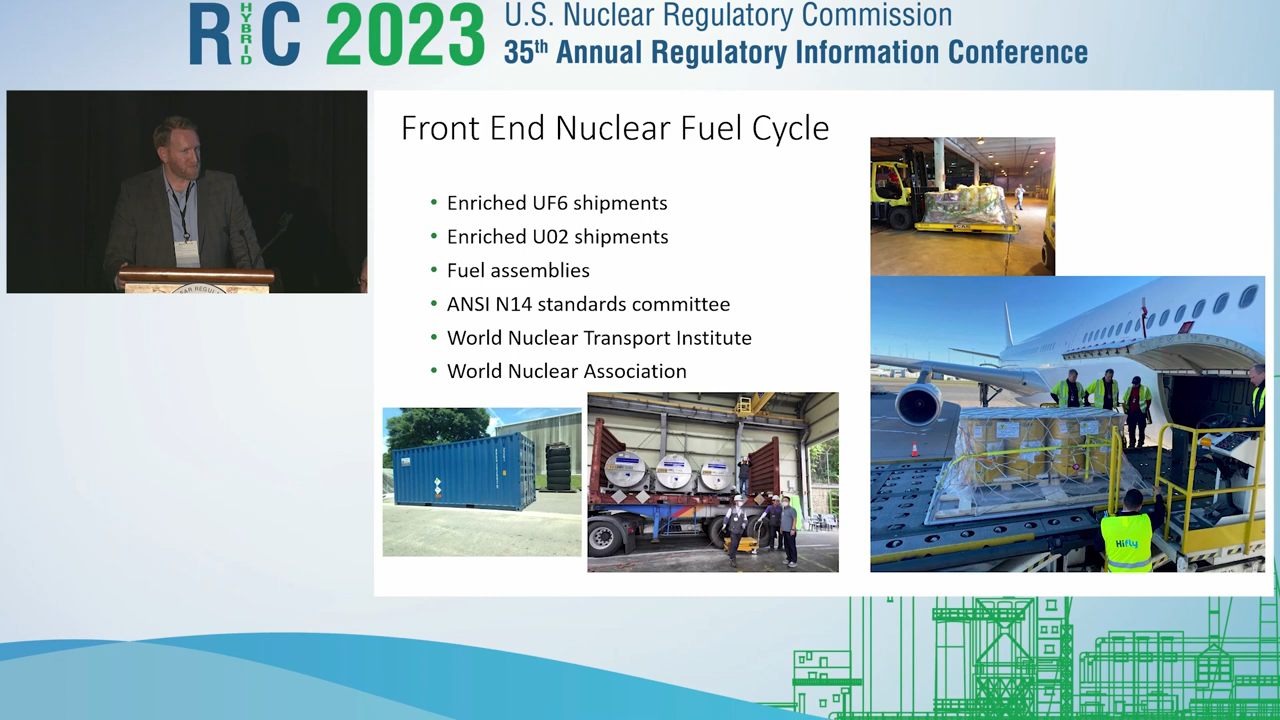 RIC 2023
HYBRID
U.S. Nuclear Regulatory Commission
35th Annual Regulatory Information Conference
Front End Nuclear Fuel Cycle
• Enriched UF6 shipments
• Enriched U02 shipments
• Fuel assemblies
• ANSI N14 standards committee
• World Nuclear Transport Institute
• World Nuclear Association
Hifly